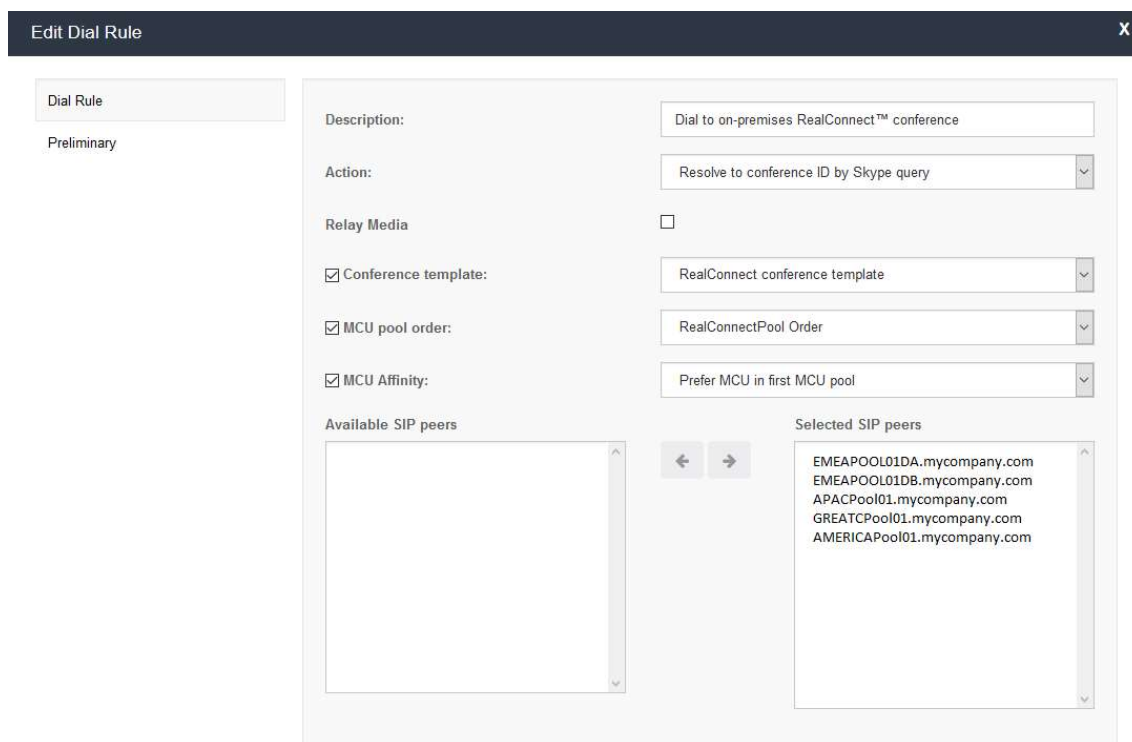 Edit Dial Rule
X
Dial Rule
Preliminary
Description:
Dial to on-premises RealConnect™ conference
Action:
Resolve to conference ID by Skype query
Relay Media
Conference template:
RealConnect conference template
MCU pool order:
RealConnectPool Order
MCU Affinity:
Prefer MCU in first MCU pool
Available SIP peers
Selected SIP peers
EMEAPOOL01DA.mycompany.com
EMEAPOOL01DB.mycompany.com
APACPool01.mycompany.com
GREATCPool01.mycompany.com
AMERICAPool01.mycompany.com